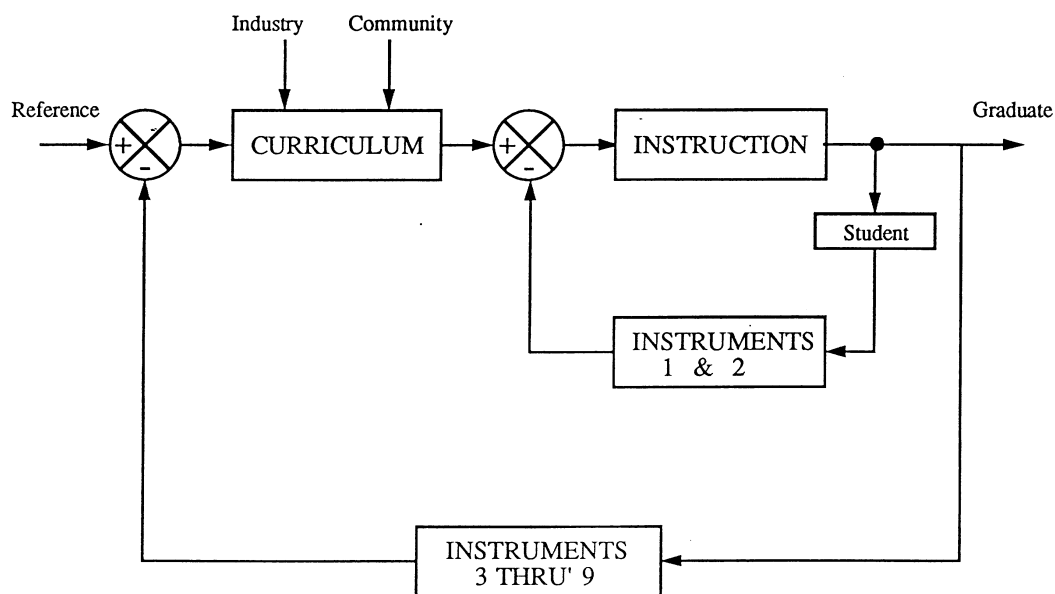 Industry
Community
Reference
Graduate
+
-
-
CURRICULUM
+
-
INSTRUCTION
Student
INSTRUMENTS
1 & 2
INSTRUMENTS
3 THRU' 9